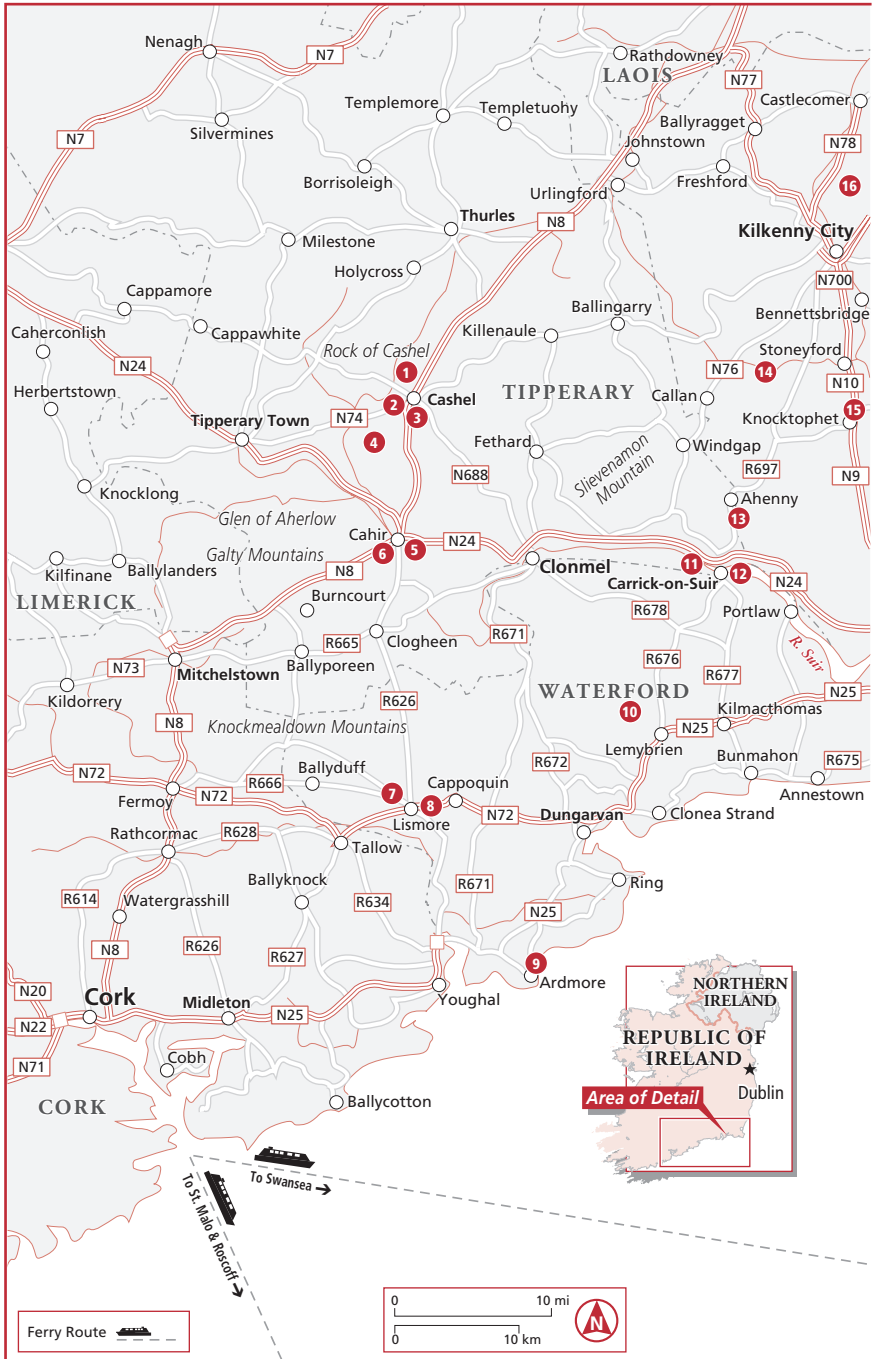 Nenagh
N7
Rathdowney
LAOIS
N77
Castlecomer
Templemore
Templetuohy
Silvermines
Ballyragget
N7
Johnstown
N78
Borrisoleigh
Urlingford
Freshford
16
Thurles
N8
Kilkenny City
Milestone
Holycross
N700
Cappamore
Ballingarry
Bennettsbridge
Caherconlish
Cappawhite
Killenaule
Rock of Cashel
Stoneyford
N24
1
N76
14
TIPPERARY
N10
Herbertstown
2
Cashel
Callan
15
Tipperary Town
N74
3
Knocktophet
4
Fethard
Windgap
Slievenamon
Mountain
R697
N688
N9
Knocklong
Ahenny
Glen of Aherlow
13
Cahir
N24
Galty Mountains
6
5
Kilfinane
Ballylanders
N8
Clonmel
11
12
Carrick-on-Suir
N24
LIMERICK
Burncourt
R678
Portlaw
R665
Clogheen
R671
R. Suir
N73
Mitchelstown
Ballyporeen
R676
R677
Kildorrery
R626
WATERFORD
N25
10
Kilmacthomas
N8
Knockmealdown Mountains
N25
Lemybrien
Bunmahon
R675
N72
R666
Ballyduff
R672
Fermoy
N72
7
Cappoquin
8
Annestown
Lismore
N72
Dungarvan
Clonea Strand
Rathcormac
R628
Tallow
Ballyknock
R671
Ring
R614
Watergrasshill
R634
N25
N8
R626
R627
9
N20
Ardmore
Cork
Midleton
Youghal
N22
N25
N71
Cobh
CORK
Ballycotton
NORTHERN
IRELAND
REPUBLIC OF
IRELAND
Dublin
Area of Detail
To Swansea
To St. Malo & Roscoff
0 10 mi
0 10 km
N
Ferry Route